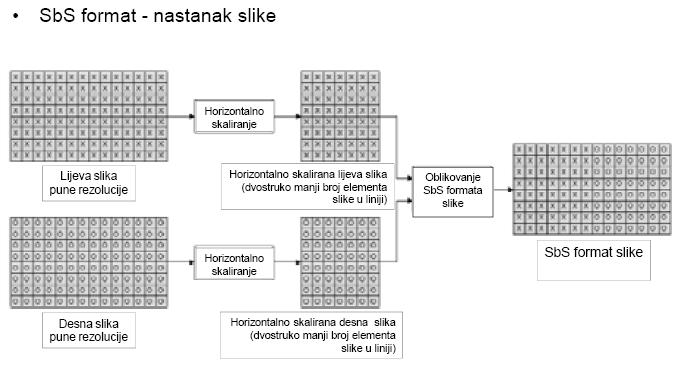 • SbS format - nastanak slike
Lijeva slika
pune rezolucije
Horizontalno
skaliranje
Horizontalno skalirana lijeva slika
(dvostruko manji broj elementa
slike u liniji)
Oblikovanje
SbS formata
slike
SbS format slike
Desna slika
pune rezolucije
Horizontalno
skaliranje
Horizontalno skalirana desna slika
(dvostruko manji broj elementa
slike u liniji)